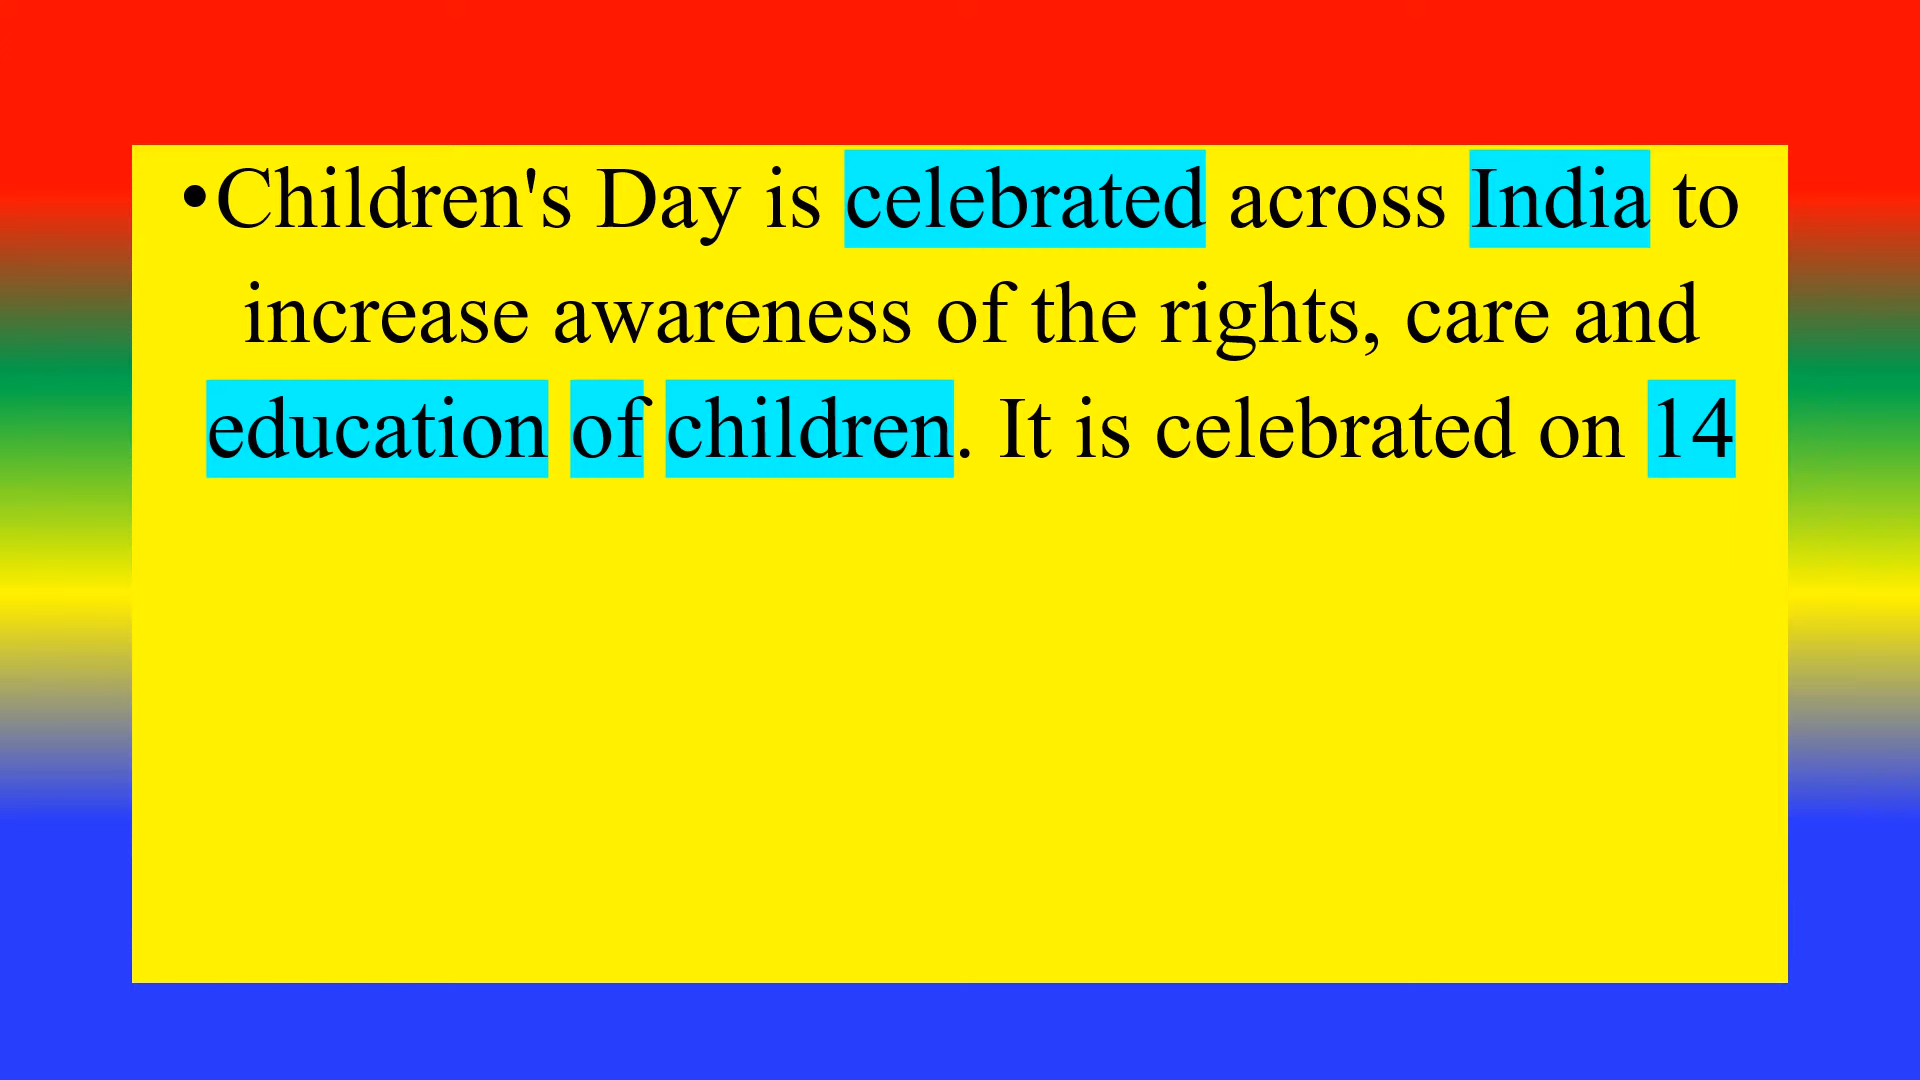 •Children's Day is celebrated across India to
increase awareness of the rights, care and
education of children. It is celebrated on 14